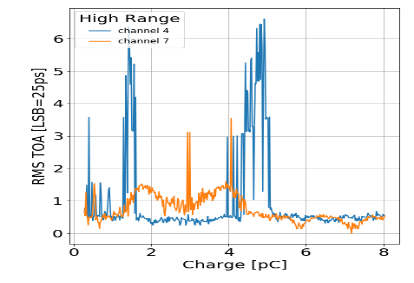 High Range
channel 4
channel 7
RMS TOA [LSB=25ps]
6
5
4
3
2
1
0
0 2 4 6 8
Charge [pC]